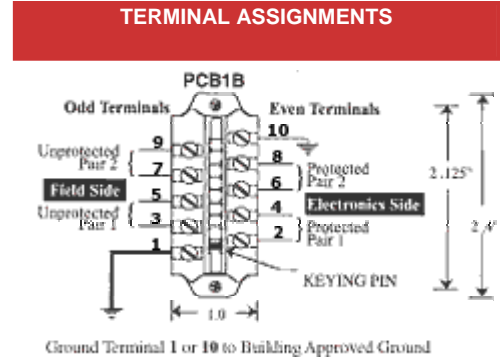 TERMINAL ASSIGNMENTS
PCB1B
Odd Terminals
Even Terminals
9
10
Unprotected
Pair 2
7
8
Protected
Pair 2
6
2.125"
Field Side
5
Electronics Side
4
Unprotected
Pair 1
3
2
Protected
Pair 1
2.4"
1
KEYING PIN
1.0
Ground Terminal 1 or 10 to Building Approved Ground